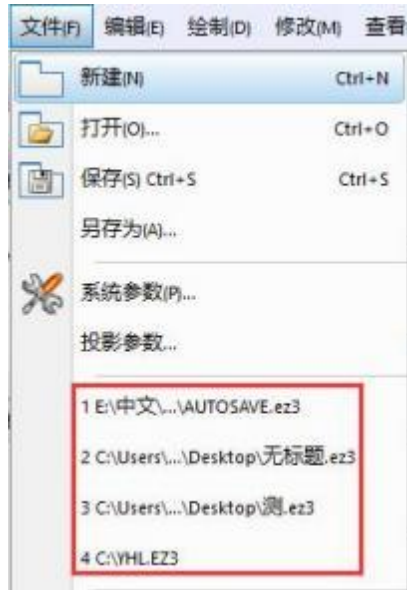 文件(F) 编辑(E) 绘制(D) 修改(M) 查看
新建(N) Ctrl+N
打开(O)... Ctrl+O
保存(S) Ctrl+S Ctrl+S
另存为(A)...
系统参数(P)...
投影参数...
1 E:\中文\...\AUTOSAVE.ez3
2 C:\Users\...\Desktop\无标题.ez3
3 C:\Users\...\Desktop\测.ez3
4 C:\YHL.EZ3